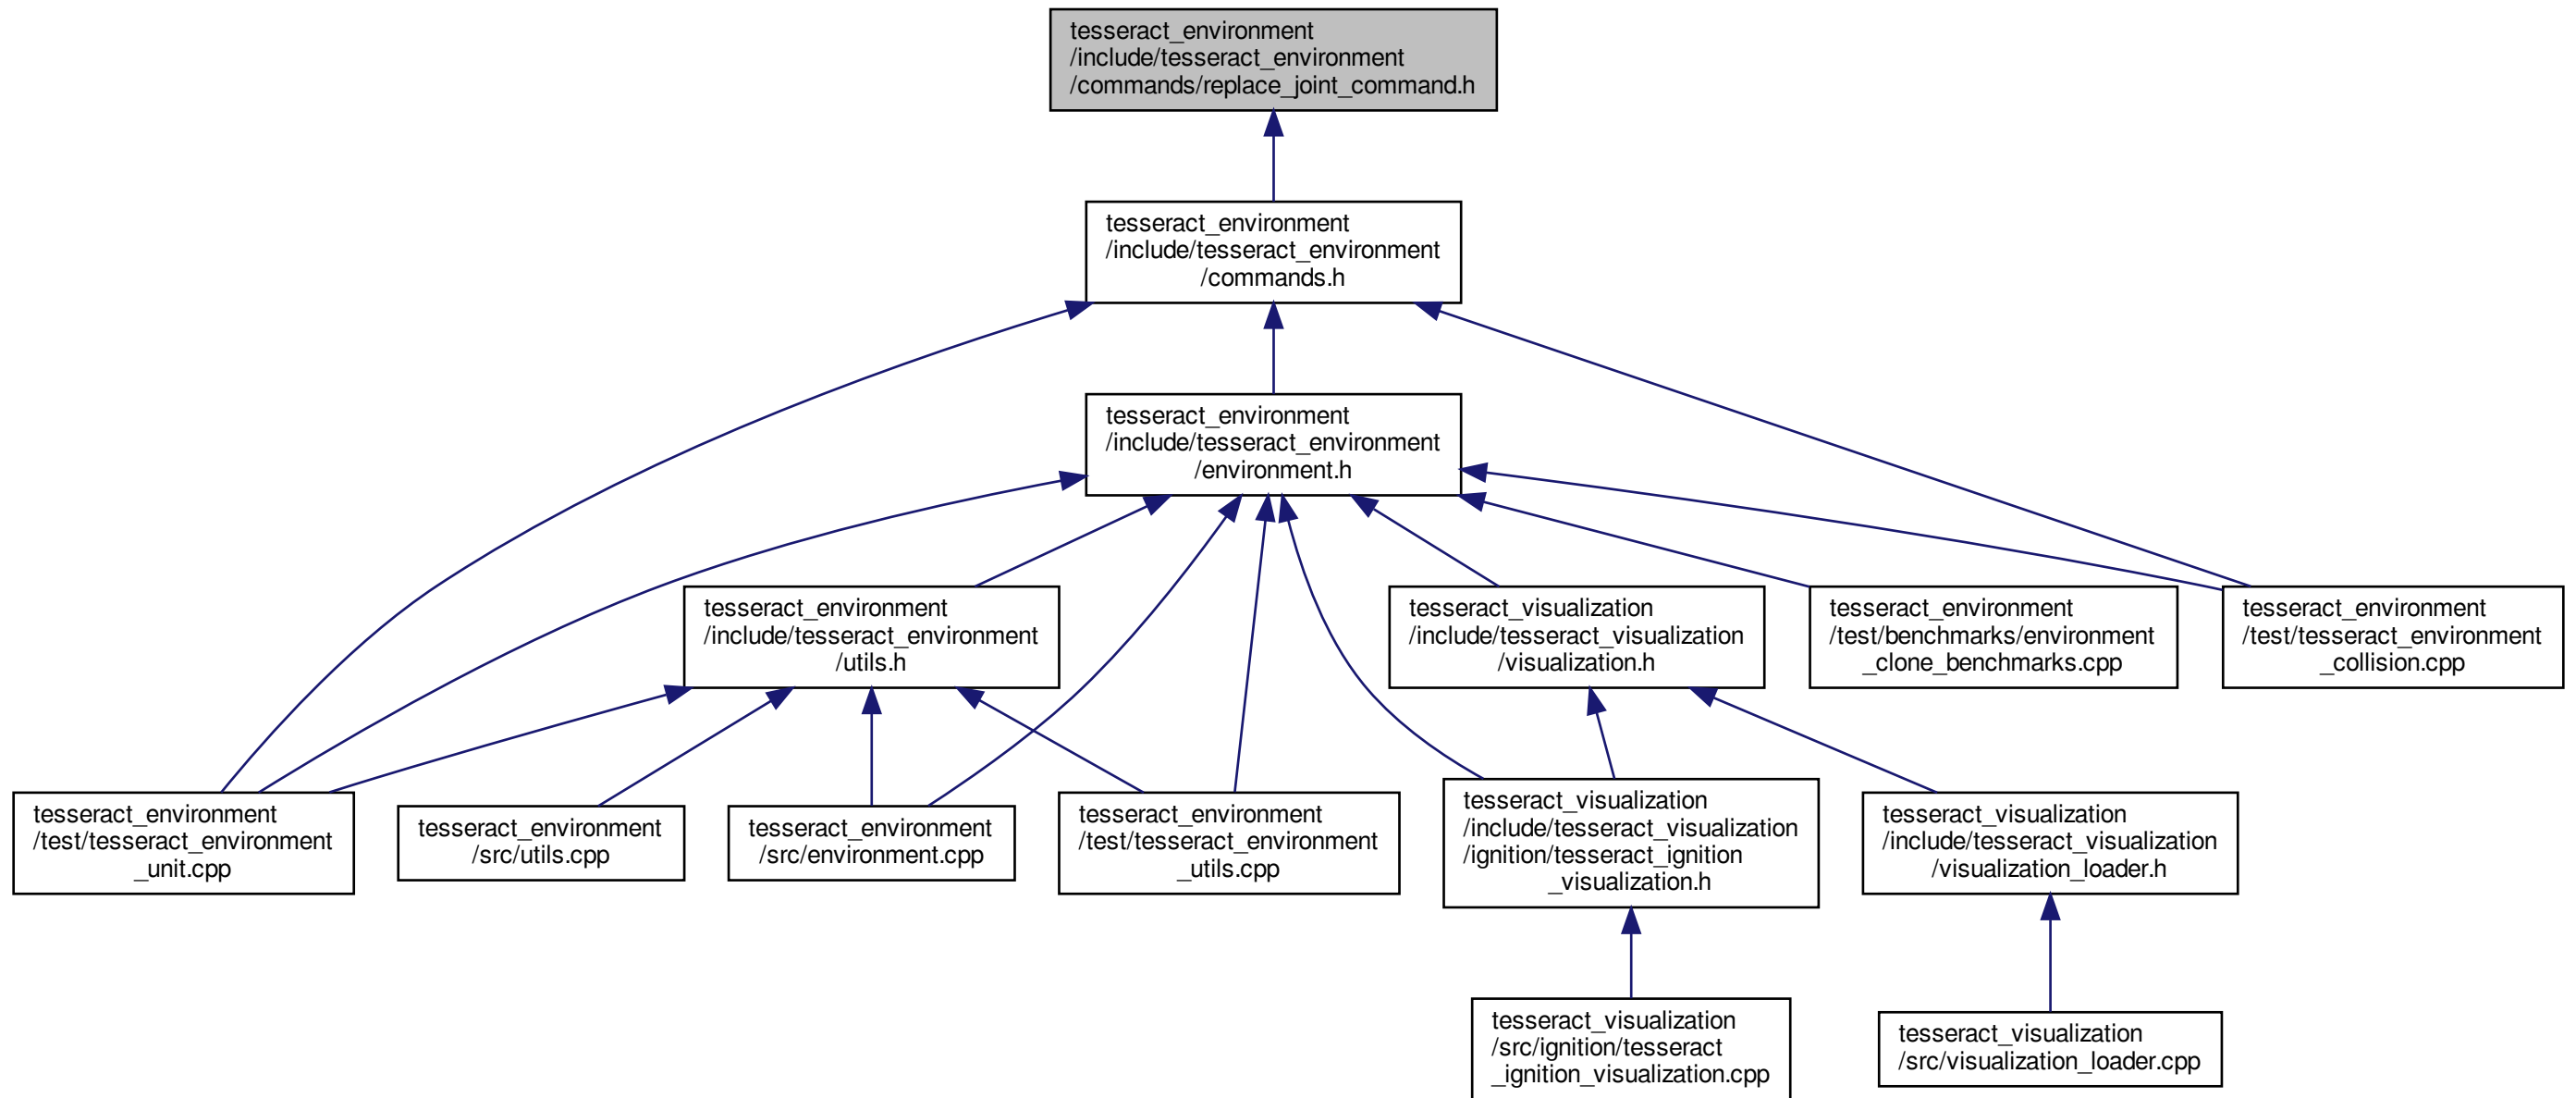 tesseract_environment
/include/tesseract_environment
/commands/replace_joint_command.h
tesseract_environment
/include/tesseract_environment
/commands.h
tesseract_environment
/include/tesseract_environment
/environment.h
tesseract_environment
/include/tesseract_environment
/utils.h
tesseract_visualization
/include/tesseract_visualization
/visualization.h
tesseract_environment
/test/benchmarks/environment
_clone_benchmarks.cpp
tesseract_environment
/test/tesseract_environment
_collision.cpp
tesseract_environment
/test/tesseract_environment
_unit.cpp
tesseract_environment
/src/utils.cpp
tesseract_environment
/src/environment.cpp
tesseract_environment
/test/tesseract_environment
_utils.cpp
tesseract_visualization
/include/tesseract_visualization
/ignition/tesseract_ignition
_visualization.h
tesseract_visualization
/include/tesseract_visualization
/visualization_loader.h
tesseract_visualization
/src/ignition/tesseract
_ignition_visualization.cpp
tesseract_visualization
/src/visualization_loader.cpp